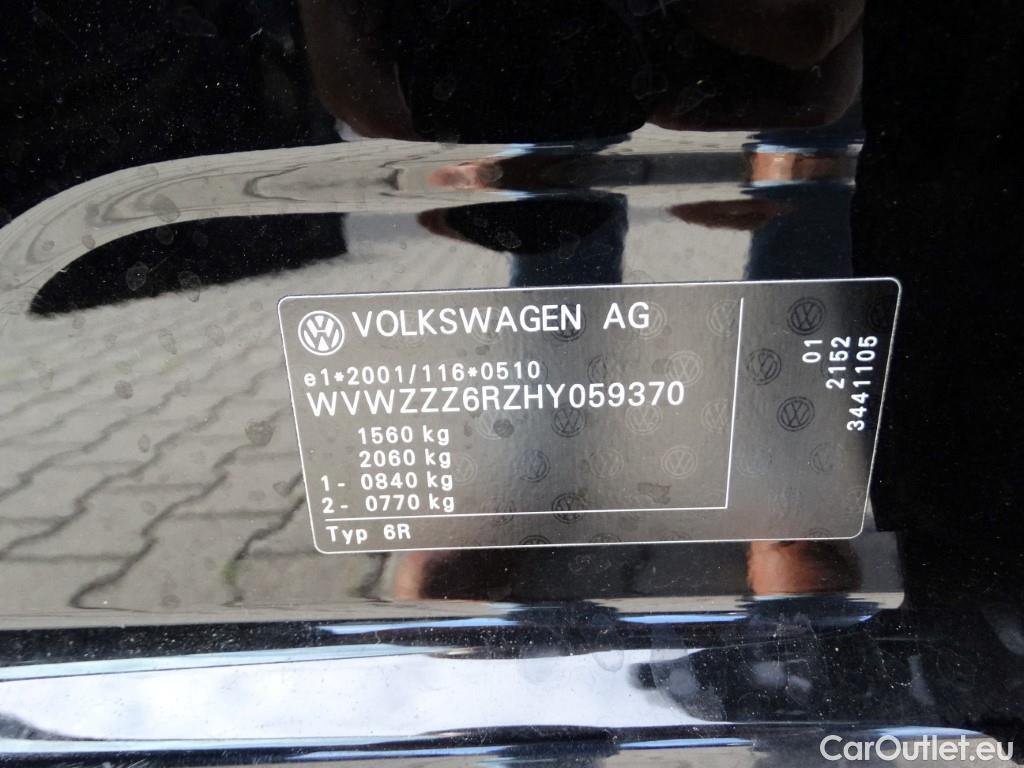 VOLKSWAGEN AG
e1*2001/116*0510
WVWZZZ6RZHY059370
1560 kg
2060 kg
1- 0840 kg
2- 0770 kg
Typ 6R
01
2152
3441105
CarOutlet.eu